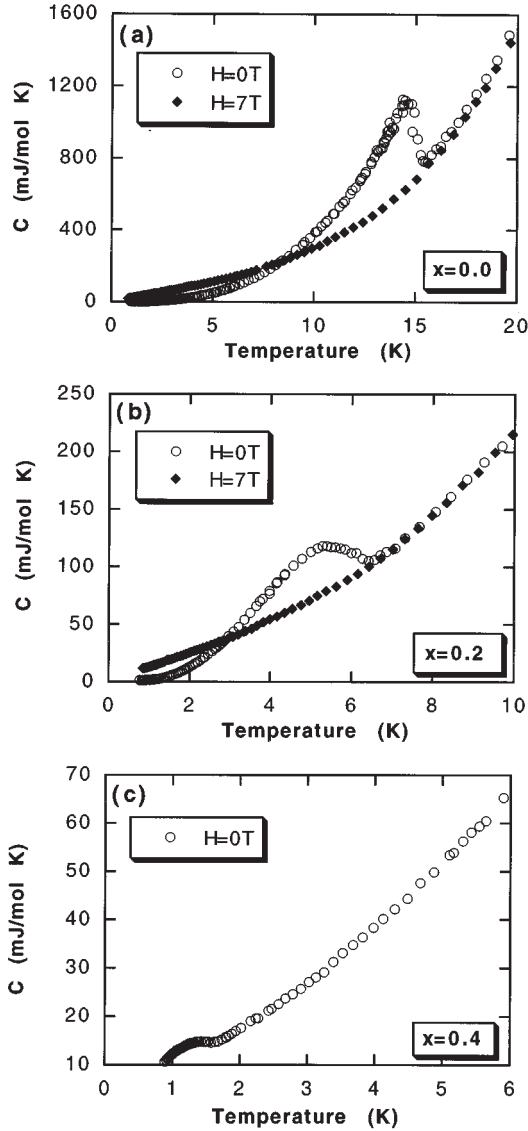 (a)
H=0T
H=7T
1600
1200
800
400
0
C (mJ/mol K)
x=0.0
0
5
10
15
20
Temperature (K)
(b)
H=0T
H=7T
250
200
150
100
50
0
C (mJ/mol K)
x=0.2
0
2
4
6
8
10
Temperature (K)
(c)
H=0T
70
60
50
40
30
20
10
C (mJ/mol K)
x=0.4
0
1
2
3
4
5
6
Temperature (K)